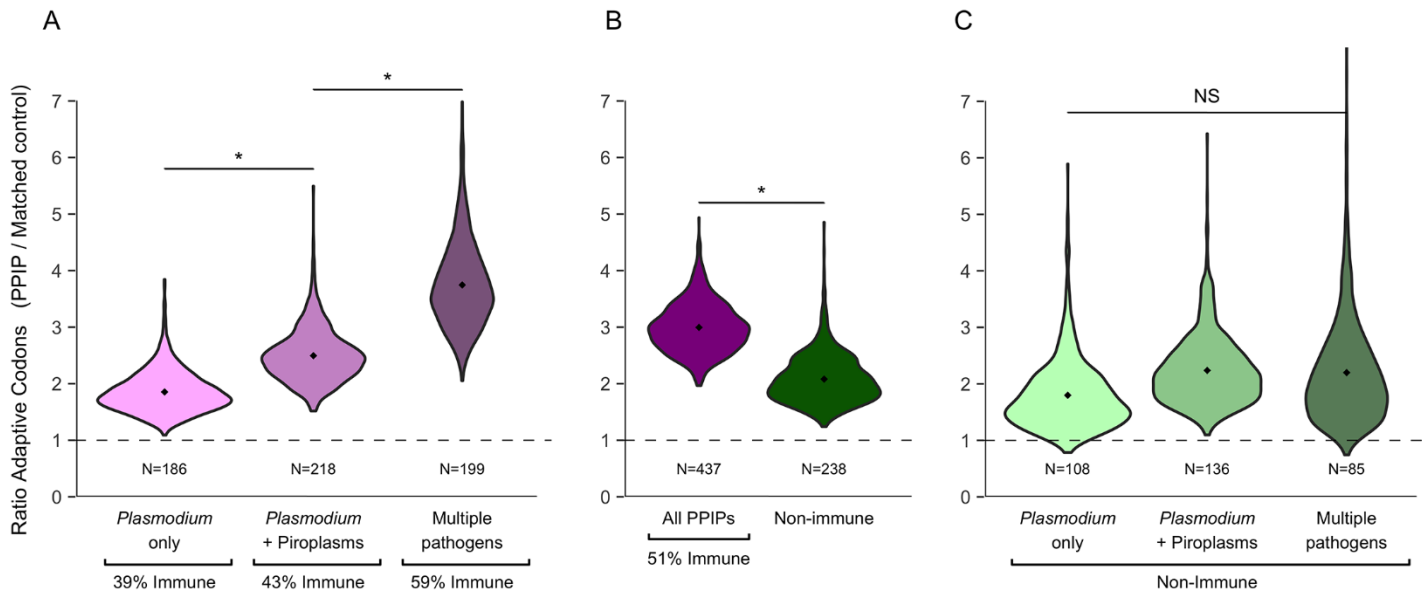 A
B
C
Ratio Adaptive Codons (PPIP / Matched control)
7
6
5
4
3
2
1
0
*
*
N=186
N=218
N=199
Plasmodium
only
Plasmodium
+ Piroplasms
Multiple
pathogens
39% Immune
43% Immune
59% Immune
7
6
5
4
3
2
1
0
*
N=437
N=238
All PPIPs
Non-immune
51% Immune
7
6
5
4
3
2
1
0
NS
N=108
N=136
N=85
Plasmodium
only
Plasmodium
+ Piroplasms
Multiple
pathogens
Non-Immune